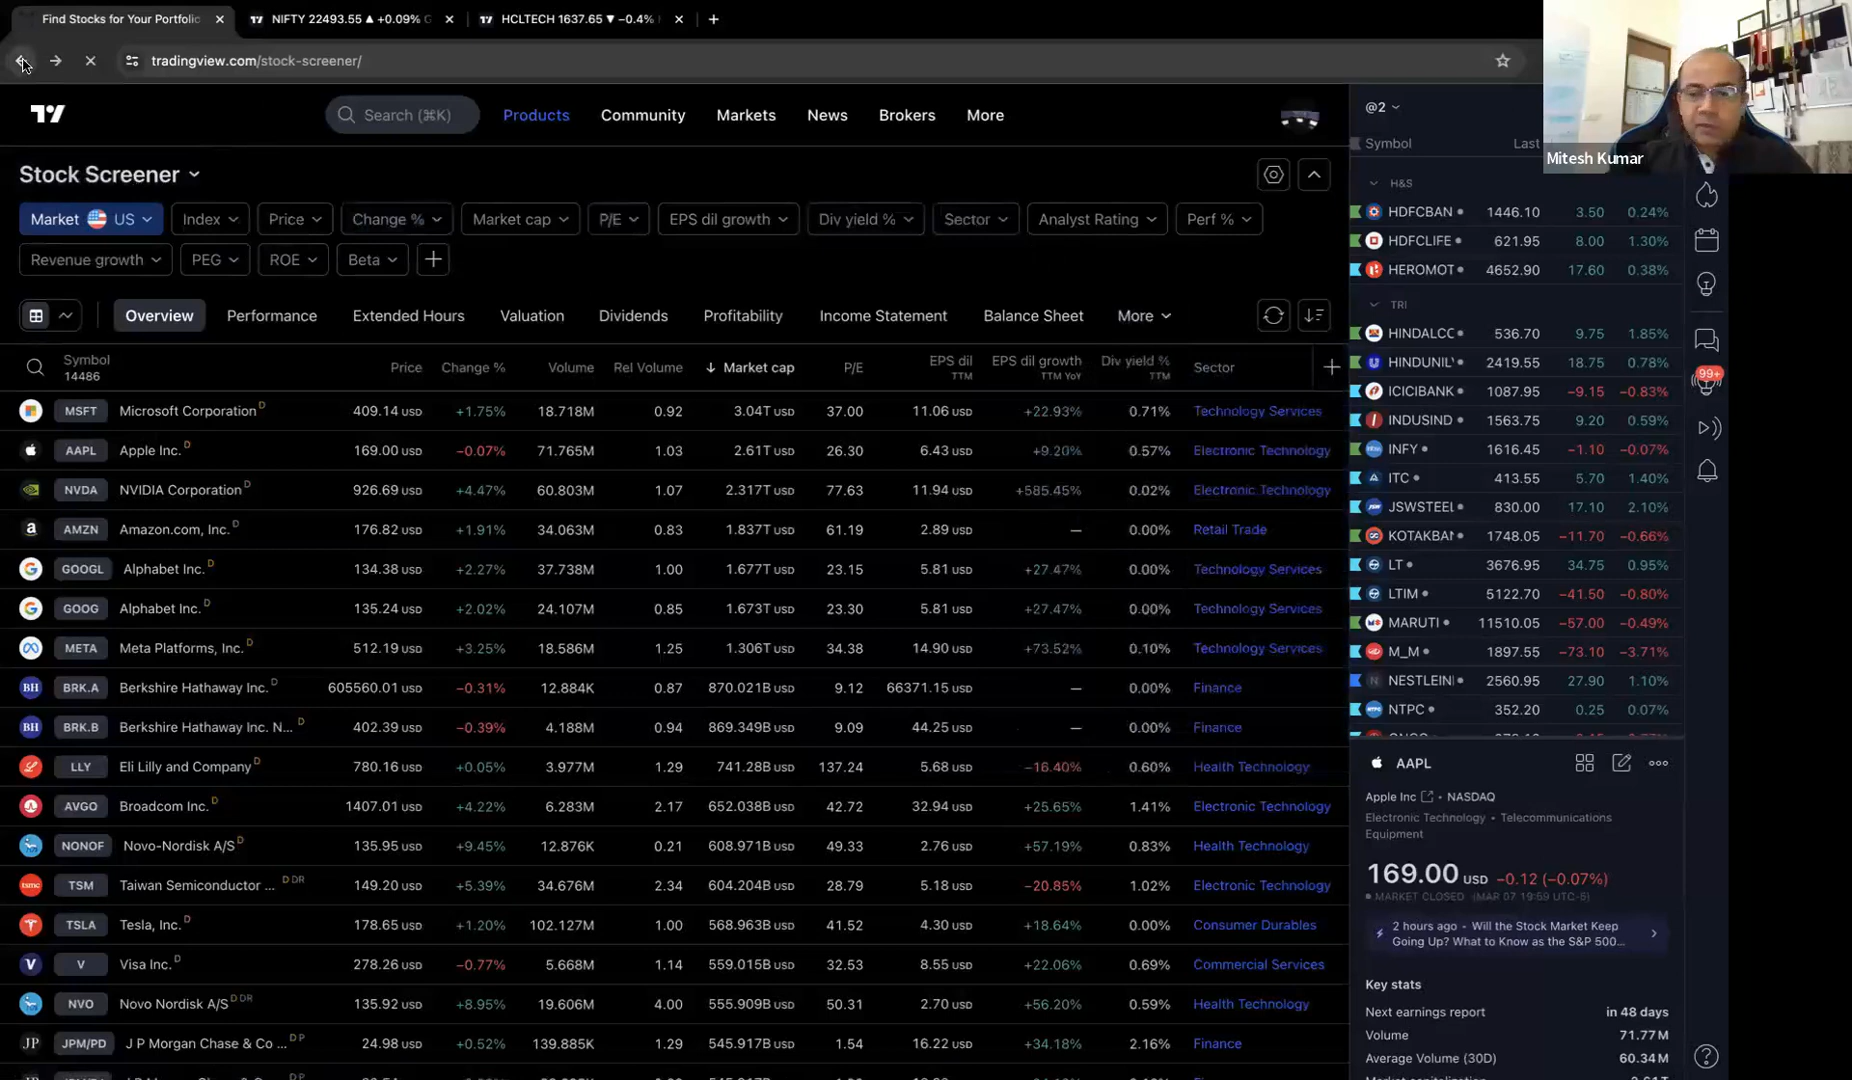 Find Stocks for Your Portfolio
NIFTY 22493.55 ▲ +0.09%
HCLTECH 1637.65 ▼ −0.4%
tradingview.com/stock-screener/
Search (⌘K)
Products
Community
Markets
News
Brokers
More
Stock Screener
Market US
Index
Price
Change %
Market cap
P/E
EPS dil growth
Div yield %
Sector
Analyst Rating
Perf %
Revenue growth
PEG
ROE
Beta
Overview
Performance
Extended Hours
Valuation
Dividends
Profitability
Income Statement
Balance Sheet
More
Symbol
14486
Price Change % Volume Rel Volume ↓ Market cap P/E EPS dil EPS dil growth Div yield % Sector
TTM TTM YoY TTM
MSFT Microsoft Corporation D 409.14 USD +1.75% 18.718M 0.92 3.04T USD 37.00 11.06 USD +22.93% 0.71% Technology Services
AAPL Apple Inc. D 169.00 USD −0.07% 71.765M 1.03 2.61T USD 26.30 6.43 USD +9.20% 0.57% Electronic Technology
NVDA NVIDIA Corporation D 926.69 USD +4.47% 60.803M 1.07 2.317T USD 77.63 11.94 USD +585.45% 0.02% Electronic Technology
a AMZN Amazon.com, Inc. D 176.82 USD +1.91% 34.063M 0.83 1.837T USD 61.19 2.89 USD — 0.00% Retail Trade
G GOOGL Alphabet Inc. D 134.38 USD +2.27% 37.738M 1.00 1.677T USD 23.15 5.81 USD +27.47% 0.00% Technology Services
G GOOG Alphabet Inc. D 135.24 USD +2.02% 24.107M 0.85 1.673T USD 23.30 5.81 USD +27.47% 0.00% Technology Services
META Meta Platforms, Inc. D 512.19 USD +3.25% 18.586M 1.25 1.306T USD 34.38 14.90 USD +73.52% 0.10% Technology Services
BH BRK.A Berkshire Hathaway Inc. D 605560.01 USD −0.31% 12.884K 0.87 870.021B USD 9.12 66371.15 USD — 0.00% Finance
BH BRK.B Berkshire Hathaway Inc. N... D 402.39 USD −0.39% 4.188M 0.94 869.349B USD 9.09 44.25 USD — 0.00% Finance
LLY Eli Lilly and Company D 780.16 USD +0.05% 3.977M 1.29 741.28B USD 137.24 5.68 USD −16.40% 0.60% Health Technology
AVGO Broadcom Inc. D 1407.01 USD +4.22% 6.283M 2.17 652.038B USD 42.72 32.94 USD +25.65% 1.41% Electronic Technology
NONOF Novo-Nordisk A/S D 135.95 USD +9.45% 12.876K 0.21 608.971B USD 49.33 2.76 USD +57.19% 0.83% Health Technology
tsmc TSM Taiwan Semiconductor ... D DR 149.20 USD +5.39% 34.676M 2.34 604.204B USD 28.79 5.18 USD −20.85% 1.02% Electronic Technology
TSLA Tesla, Inc. D 178.65 USD +1.20% 102.127M 1.00 568.963B USD 41.52 4.30 USD +18.64% 0.00% Consumer Durables
V V Visa Inc. D 278.26 USD −0.77% 5.668M 1.14 559.015B USD 32.53 8.55 USD +22.06% 0.69% Commercial Services
NVO Novo Nordisk A/S D DR 135.92 USD +8.95% 19.606M 4.00 555.909B USD 50.31 2.70 USD +56.20% 0.59% Health Technology
JP JPM/PD J P Morgan Chase & Co ... D P 24.98 USD +0.52% 139.885K 1.29 545.917B USD 1.54 16.22 USD +34.18% 2.16% Finance
Mitesh Kumar
@2
Symbol Last
H&S
HDFCBAN 1446.10 3.50 0.24%
HDFCLIFE 621.95 8.00 1.30%
HEROMOT 4652.90 17.60 0.38%
TRI
HINDALCC 536.70 9.75 1.85%
HINDUNIL 2419.55 18.75 0.78%
ICICIBANK 1087.95 −9.15 −0.83%
INDUSIND 1563.75 9.20 0.59%
INFY 1616.45 −1.10 −0.07%
ITC 413.55 5.70 1.40%
JSWSTEEL 830.00 17.10 2.10%
KOTAKBAN 1748.05 −11.70 −0.66%
LT 3676.95 34.75 0.95%
LTIM 5122.70 −41.50 −0.80%
MARUTI 11510.05 −57.00 −0.49%
M_M 1897.55 −73.10 −3.71%
NESTLEIN 2560.95 27.90 1.10%
NTPC 352.20 0.25 0.07%
99+
AAPL
Apple Inc • NASDAQ
Electronic Technology • Telecommunications
Equipment
169.00 USD −0.12 (−0.07%)
MARKET CLOSED (MAR 07 19:59 UTC-5)
2 hours ago - Will the Stock Market Keep
Going Up? What to Know as the S&P 500...
Key stats
Next earnings report in 48 days
Volume 71.77M
Average Volume (30D) 60.34M